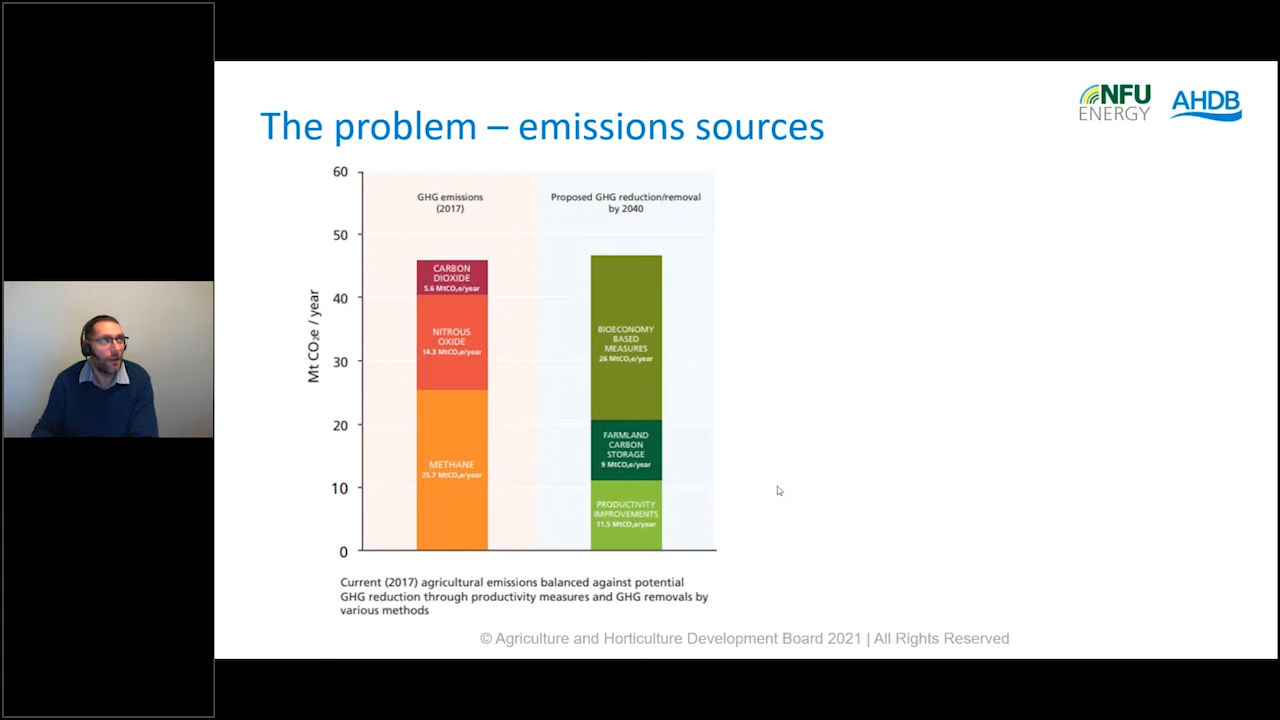 The problem – emissions sources
NFU
ENERGY
AHDB
60
50
40
30
20
10
0
Mt CO₂e / year
GHG emissions
(2017)
CARBON
DIOXIDE
5.6 MtCO₂e/year
NITROUS
OXIDE
14.3 MtCO₂e/year
METHANE
25.7 MtCO₂e/year
Proposed GHG reduction/removal
by 2040
BIOECONOMY
BASED
MEASURES
26 MtCO₂e/year
FARMLAND
CARBON
STORAGE
9 MtCO₂e/year
PRODUCTIVITY
IMPROVEMENTS
11.5 MtCO₂e/year
Current (2017) agricultural emissions balanced against potential
GHG reduction through productivity measures and GHG removals by
various methods
© Agriculture and Horticulture Development Board 2021 | All Rights Reserved